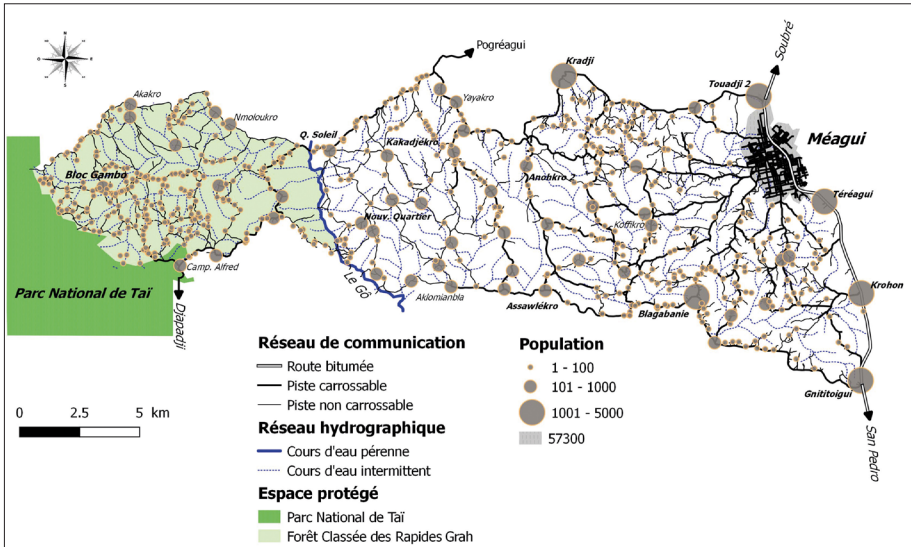 N
O
E
S
Pogréagui
Soubré
Kradji
Touadji 2
Akakro
Nmoloukro
Yayakro
Q. Soleil
Kakadjékro
Méagui
Bloc Gambo
Anohkro 2
Téréagui
Nouv. Quartier
Koffikro
Camp. Alfred
Le Gô
Parc National de Taï
Djapadji
Aklomianbla
Assawlékro
Blagabanie
Krohon
Gnititoigui
San Pedro
Réseau de communication
Route bitumée
Piste carrossable
Piste non carrossable
Réseau hydrographique
Cours d'eau pérenne
Cours d'eau intermittent
Espace protégé
Parc National de Taï
Forêt Classée des Rapides Grah
Population
1 - 100
101 - 1000
1001 - 5000
57300
0 2.5 5 km